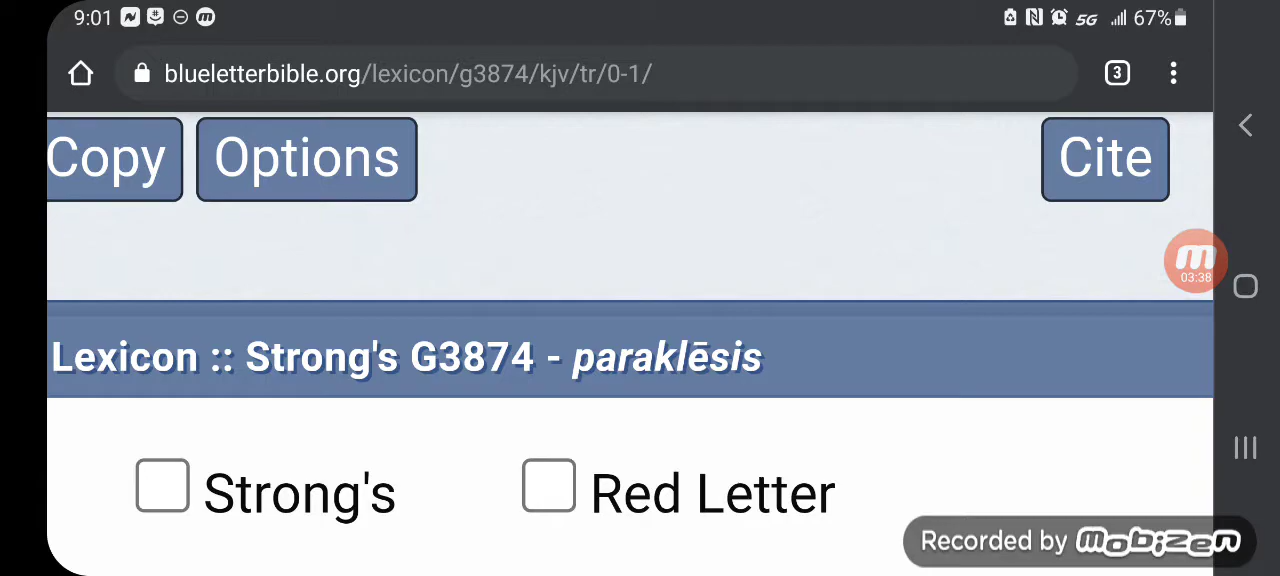 9:01 67%
5G
blueletterbible.org/lexicon/g3874/kjv/tr/0-1/
3
Copy Options Cite
03:38
Lexicon :: Strong's G3874 - paraklēsis
Strong's Red Letter
Recorded by mobizen